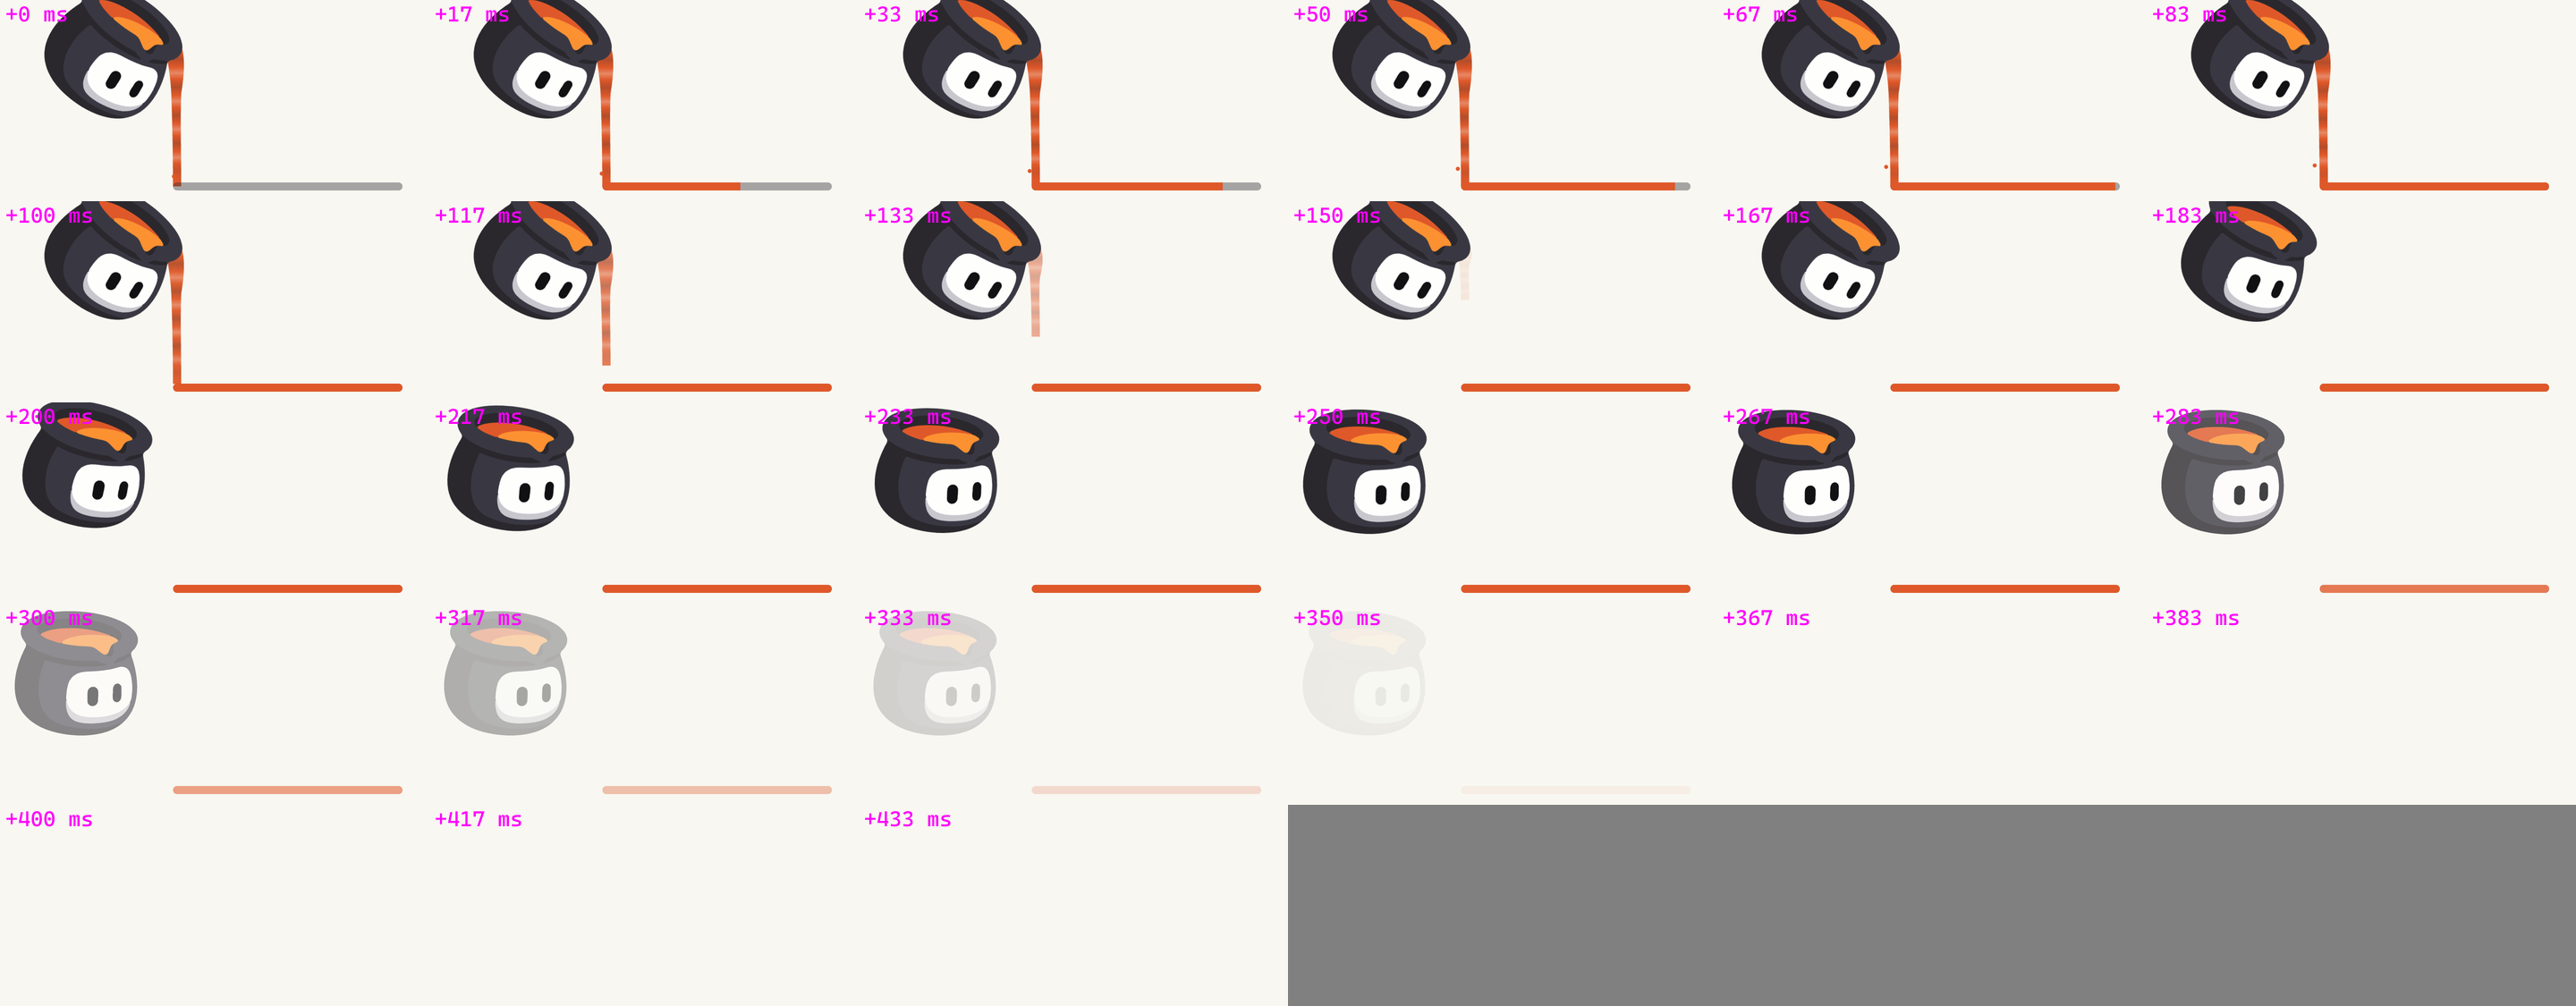 +0 ms +17 ms +33 ms +50 ms +67 ms +83 ms
+100 ms +117 ms +133 ms +150 ms +167 ms +183 ms
+200 ms +217 ms +233 ms +250 ms +267 ms +283 ms
+300 ms +317 ms +333 ms +350 ms +367 ms +383 ms
+400 ms +417 ms +433 ms